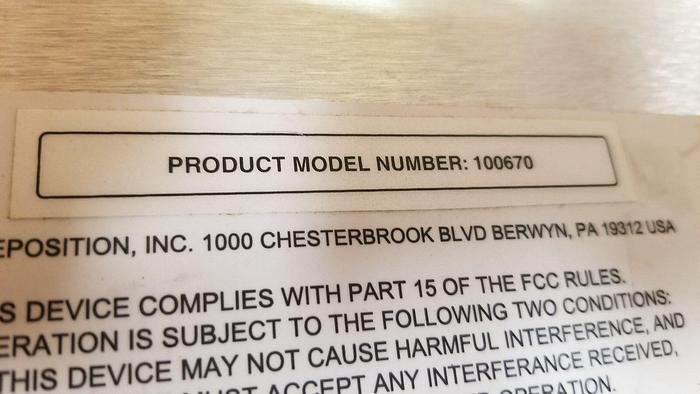 PRODUCT MODEL NUMBER: 100670
EPOSITION, INC. 1000 CHESTERBROOK BLVD BERWYN, PA 19312 USA
S DEVICE COMPLIES WITH PART 15 OF THE FCC RULES.
ERATION IS SUBJECT TO THE FOLLOWING TWO CONDITIONS:
THIS DEVICE MAY NOT CAUSE HARMFUL INTERFERENCE, AND
MUST ACCEPT ANY INTERFERANCE RECEIVED,
OPERATION.